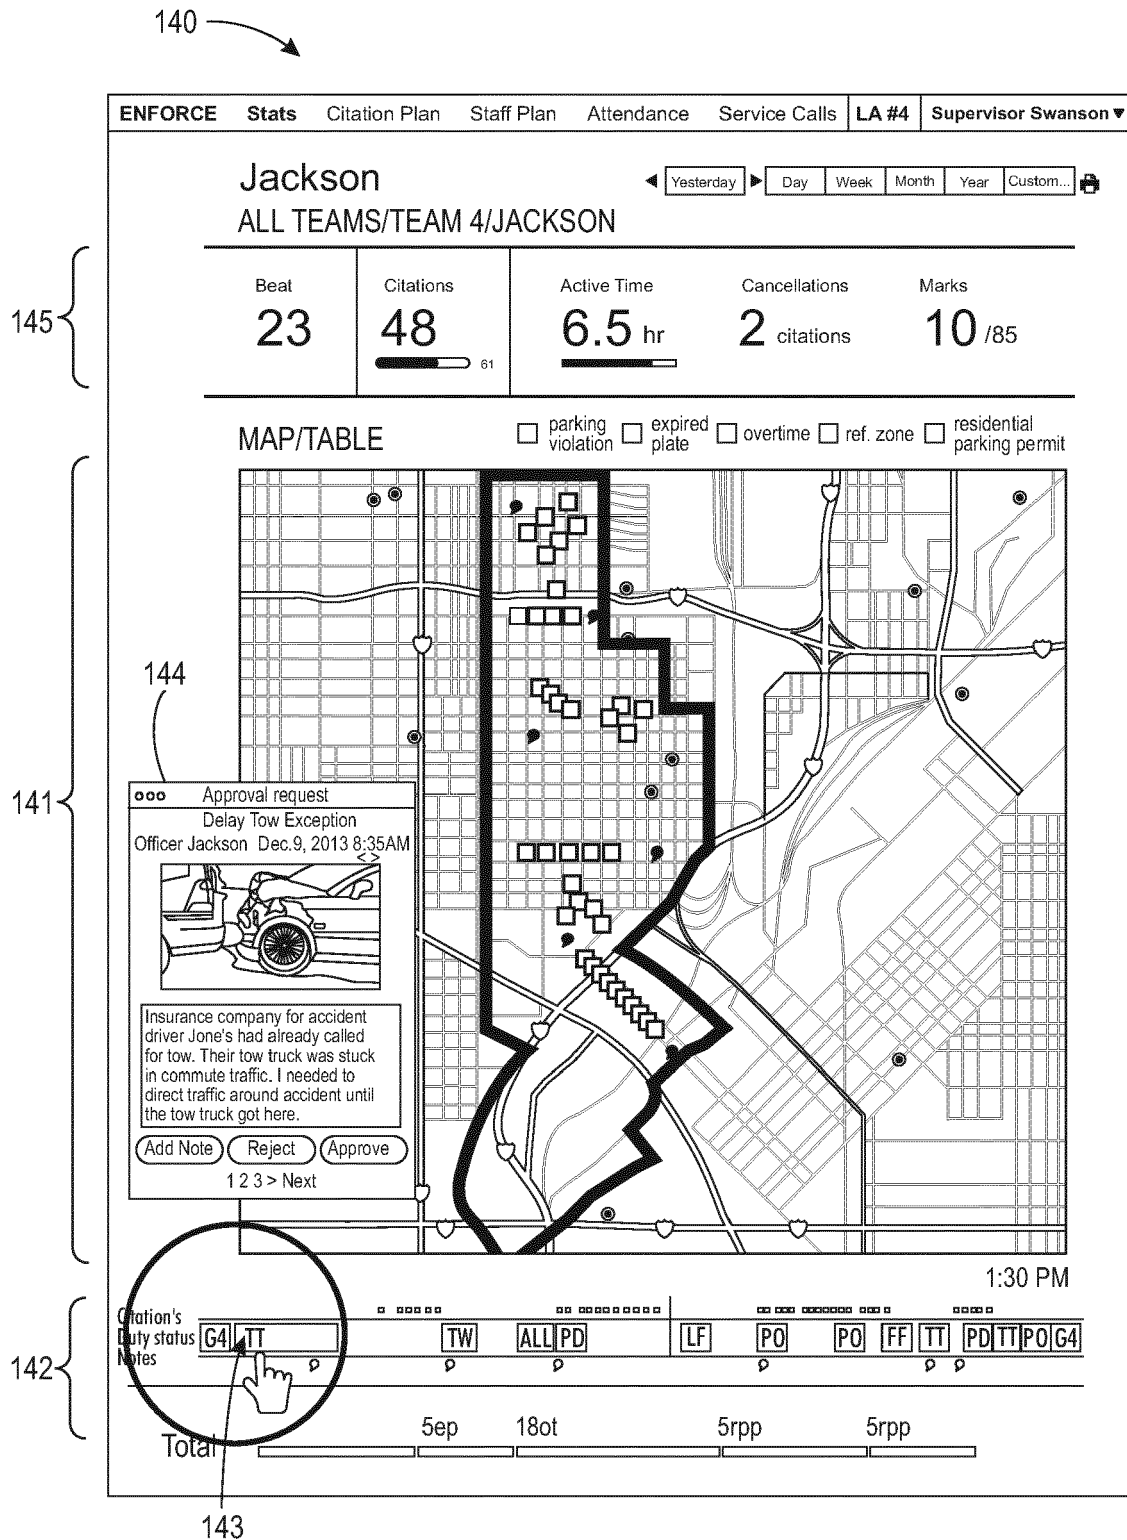 140
ENFORCE Stats Citation Plan Staff Plan Attendance Service Calls LA #4 Supervisor Swanson
Jackson
Yesterday Day Week Month Year Custom...
ALL TEAMS/TEAM 4/JACKSON
145
Beat Citations Active Time Cancellations Marks
23 48 6.5 hr 2 citations 10 /85
61
MAP/TABLE
parking violation
expired plate
overtime
ref. zone
residential parking permit
144
141
Approval request
Delay Tow Exception
Officer Jackson Dec.9, 2013 8:35AM
< >
Insurance company for accident
driver Jone's had already called
for tow. Their tow truck was stuck
in commute traffic. I needed to
direct traffic around accident until
the tow truck got here.
Add Note Reject Approve
1 2 3 > Next
1:30 PM
142
Citation's
Duty status G4 TT TW ALL PD LF PO PO FF TT PD TT PO G4
Notes
5ep 18ot 5rpp 5rpp
Total
143